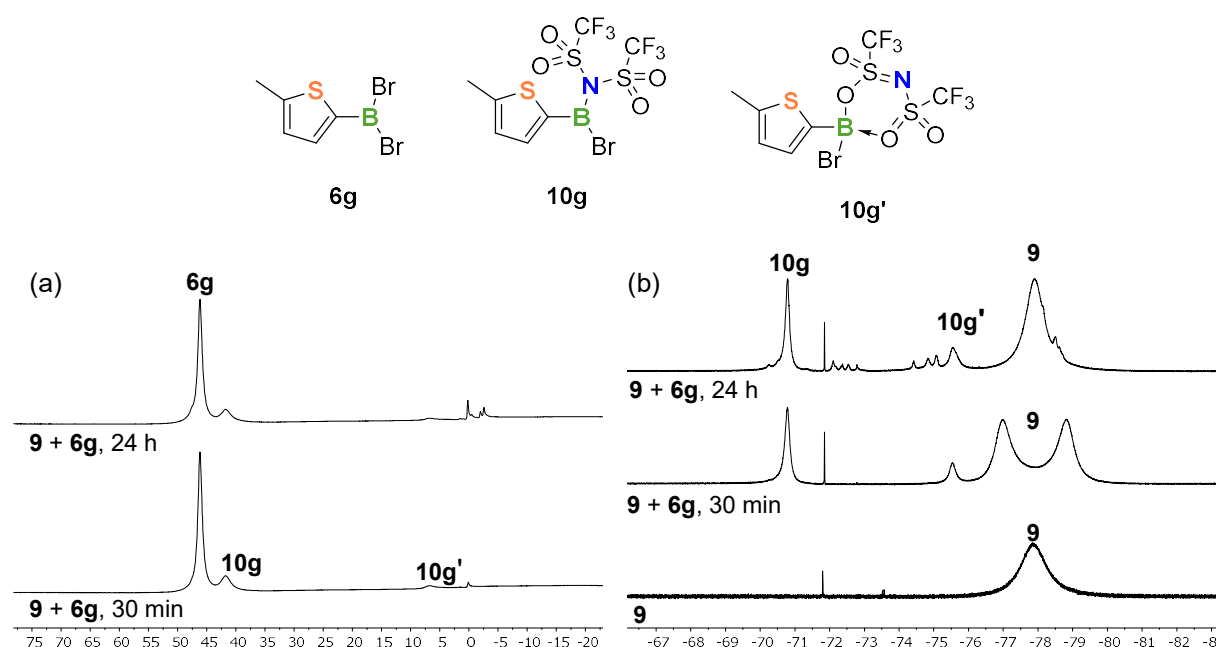 S Br B Br
6g
O CF3 S O N S O O CF3 S B Br
10g
O CF3 S N O S B Br O S O CF3
10g'
(a)
6g
9 + 6g, 24 h
10g
10g'
9 + 6g, 30 min
75 70 65 60 55 50 45 40 35 30 25 20 15 10 5 0 -5 -10 -15 -20
(b)
10g
10g'
9
9 + 6g, 24 h
9
9 + 6g, 30 min
9
9
-67 -68 -69 -70 -71 -72 -73 -74 -75 -76 -77 -78 -79 -80 -81 -82